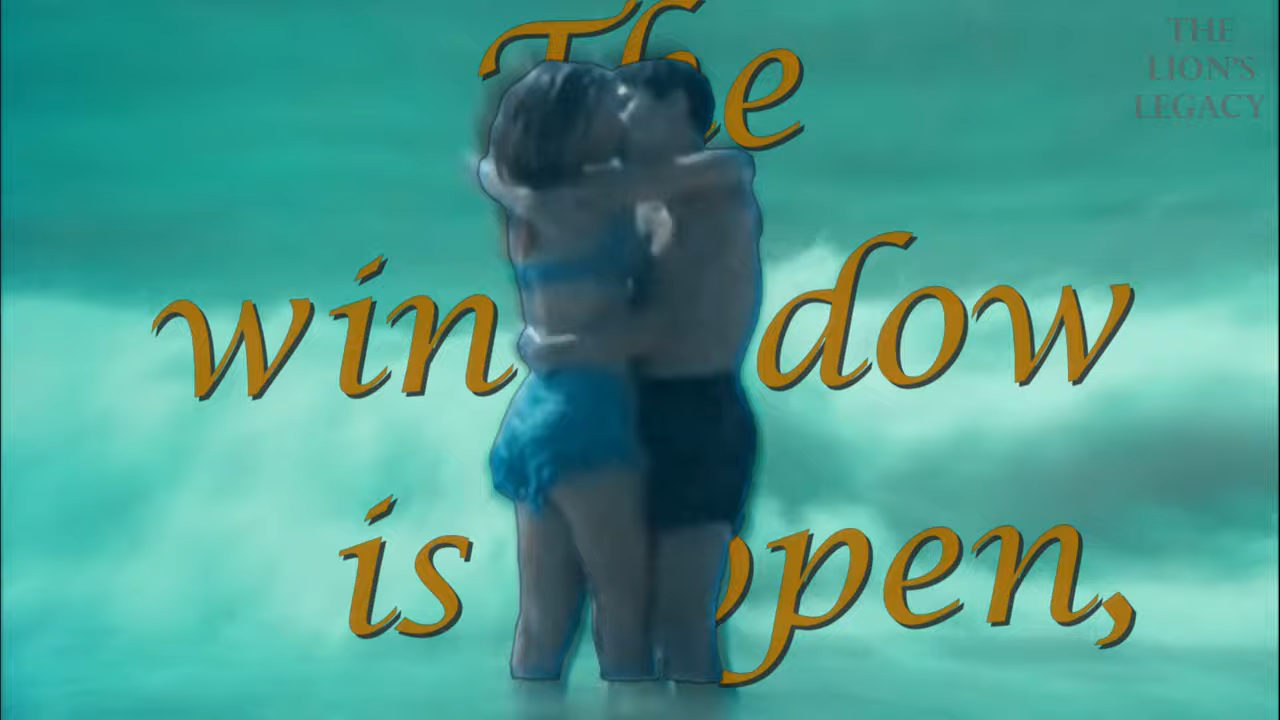 The
window
is open,
THE
LION'S
LEGACY